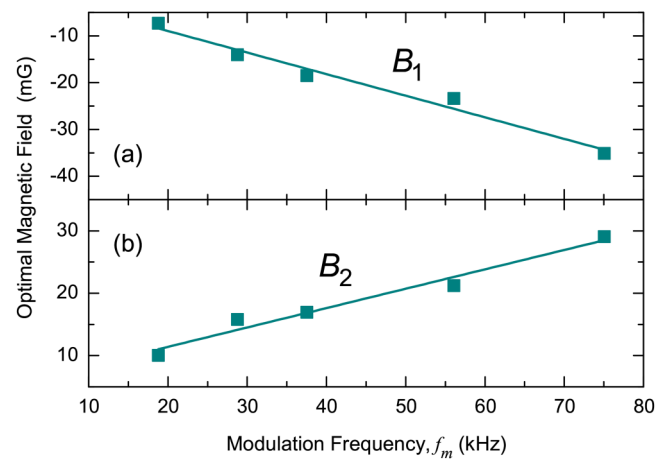 Optimal Magnetic Field (mG)
-10
-20
-30
-40
B1
(a)
30
20
10
(b)
B2
10 20 30 40 50 60 70 80
Modulation Frequency, fm (kHz)